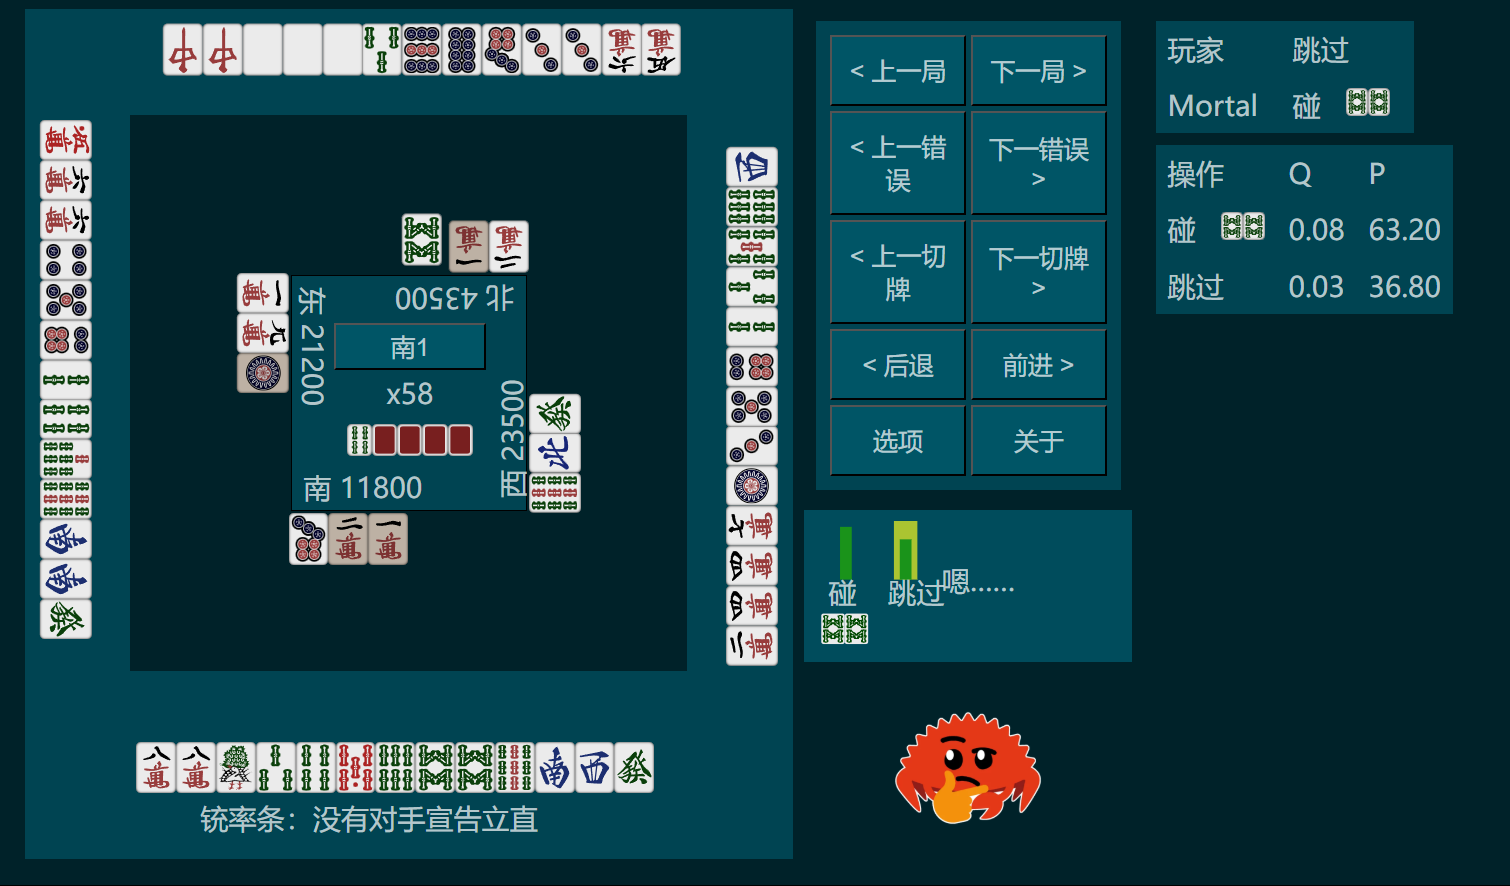 北 43500
东 21200
南1
x58
西 23500
南 11800
铳率条：没有对手宣告立直
< 上一局
下一局 >
< 上一错误
下一错误 >
< 上一切牌
下一切牌 >
< 后退
前进 >
选项
关于
玩家 跳过
Mortal 碰
操作 Q P
碰 0.08 63.20
跳过 0.03 36.80
碰
跳过
嗯......